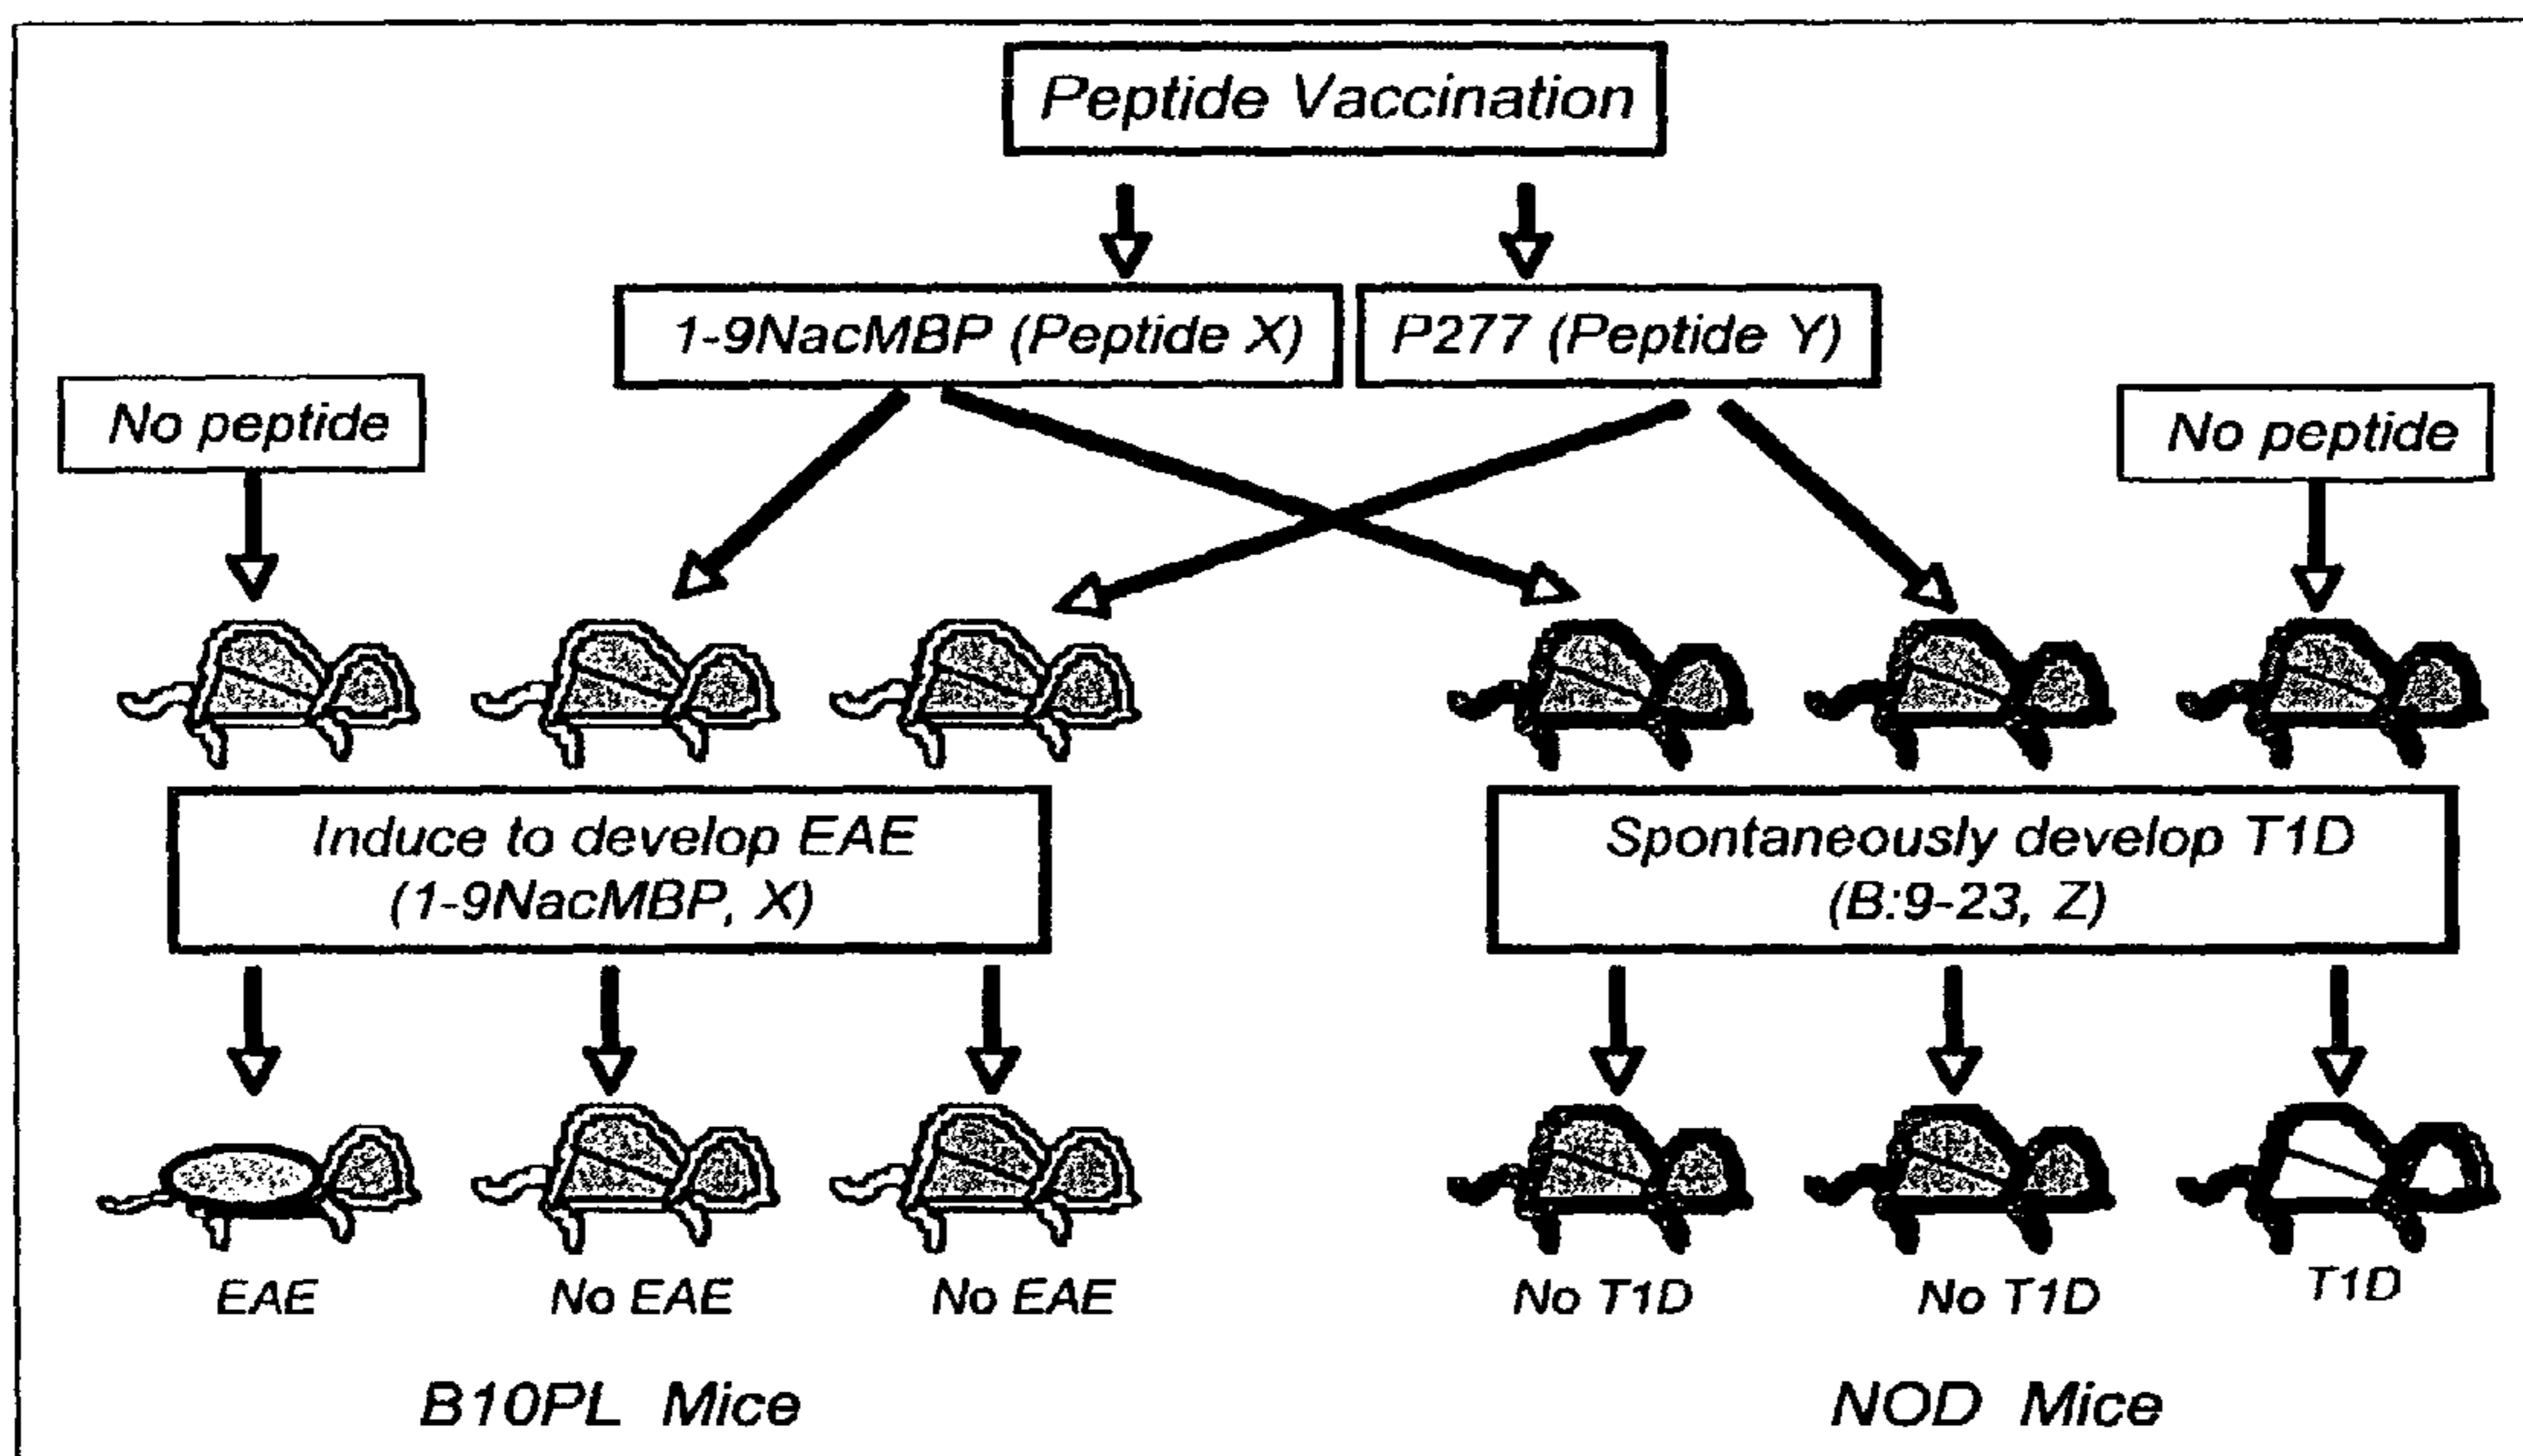 Peptide Vaccination
1-9NacMBP (Peptide X)
P277 (Peptide Y)
No peptide
No peptide
Induce to develop EAE
(1-9NacMBP, X)
Spontaneously develop T1D
(B:9-23, Z)
EAE
No EAE
No EAE
No T1D
No T1D
T1D
B10PL Mice
NOD Mice